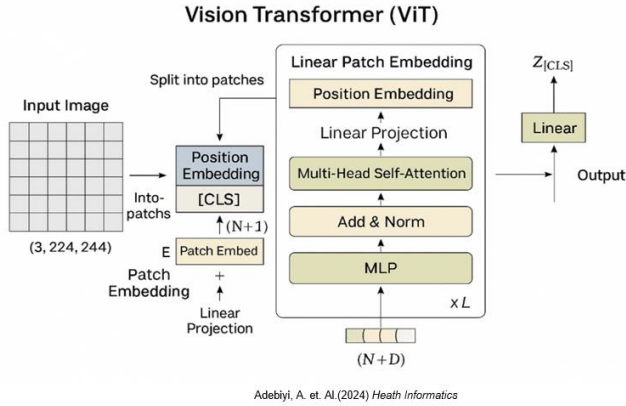 Vision Transformer (ViT)
Split into patches
Input Image
(3, 224, 244)
Into-
patchs
Position
Embedding
[CLS]
(N+1)
E
Patch Embed
Patch
Embedding
+
Linear
Projection
Linear Patch Embedding
Position Embedding
Linear Projection
Multi-Head Self-Attention
Add & Norm
MLP
x L
(N+D)
Z[CLS]
Linear
Output
Adebiyi, A. et. Al.(2024) Heath Informatics